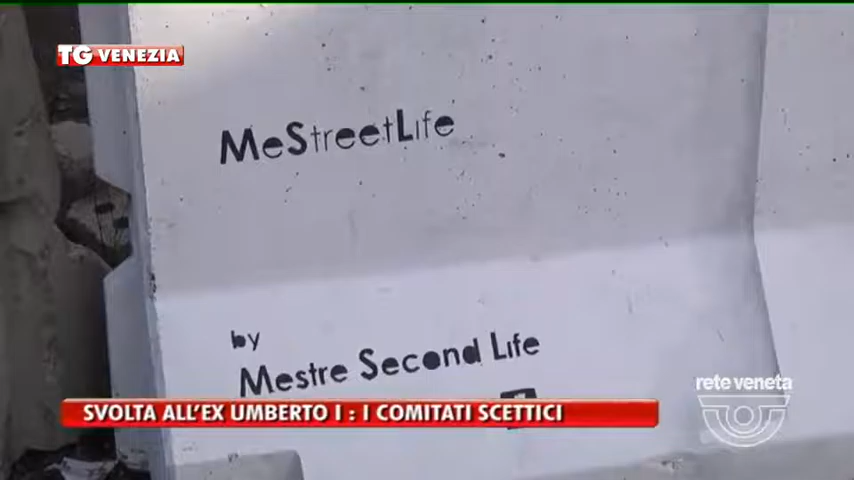 TG VENEZIA
MeStreetLife
by
Mestre Second Life
rete veneta
SVOLTA ALL'EX UMBERTO I : I COMITATI SCETTICI